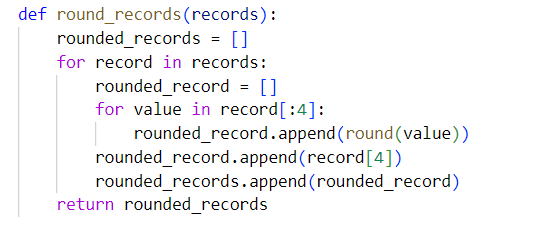 def round_records(records):
    rounded_records = []
    for record in records:
        rounded_record = []
        for value in record[:4]:
            rounded_record.append(round(value))
        rounded_record.append(record[4])
        rounded_records.append(rounded_record)
    return rounded_records